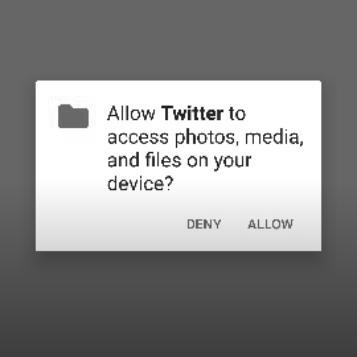 Allow Twitter to
access photos, media,
and files on your
device?
DENY ALLOW